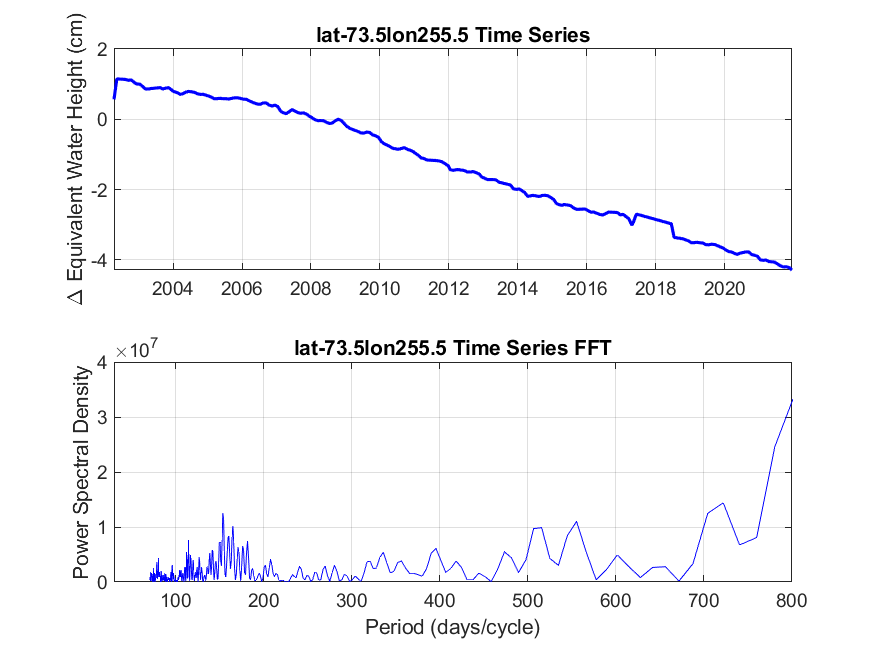 lat-73.5lon255.5 Time Series
Δ Equivalent Water Height (cm)
2
0
-2
-4
2004 2006 2008 2010 2012 2014 2016 2018 2020
lat-73.5lon255.5 Time Series FFT
×10⁷
Power Spectral Density
4
3
2
1
0
100 200 300 400 500 600 700 800
Period (days/cycle)